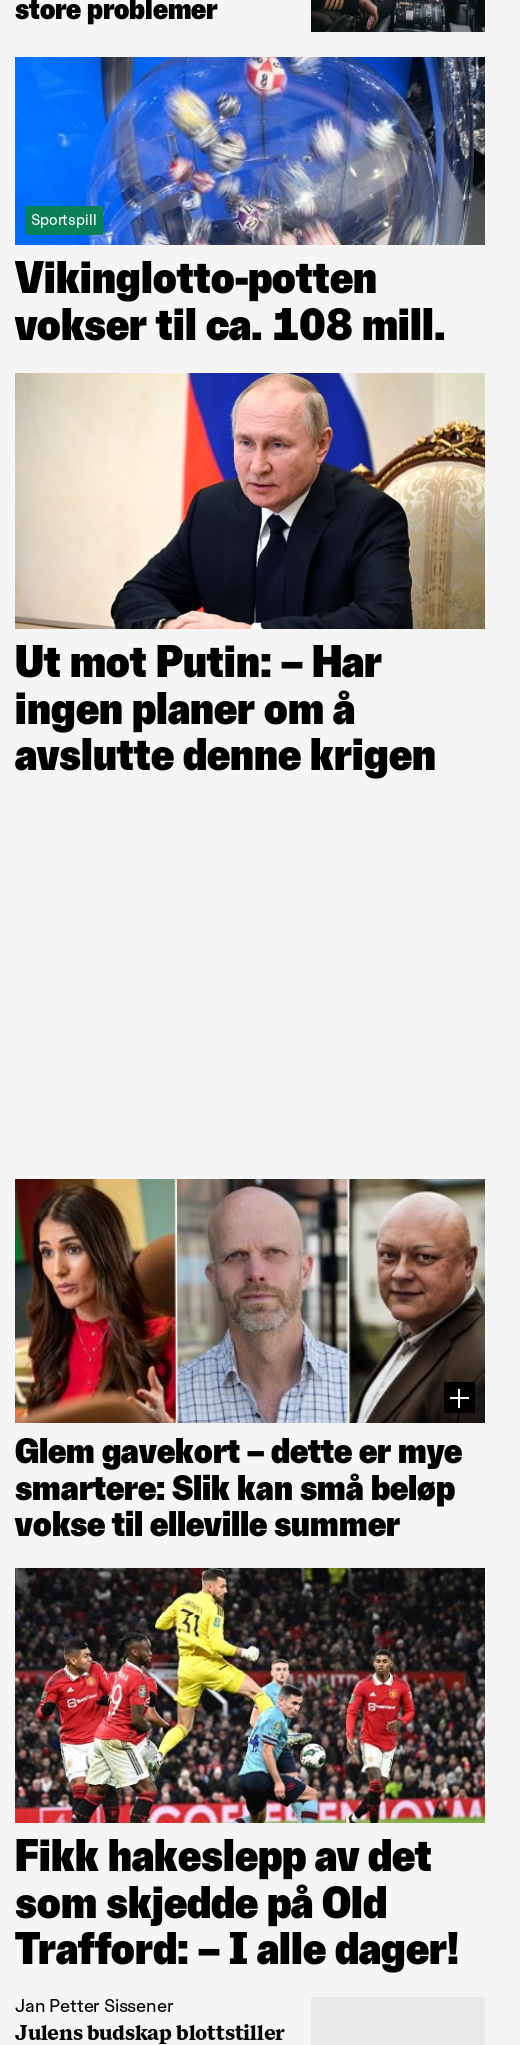 store problemer
Sportspill
Vikinglotto-potten
vokser til ca. 108 mill.
Ut mot Putin: – Har
ingen planer om å
avslutte denne krigen
Glem gavekort – dette er mye
smartere: Slik kan små beløp
vokse til elleville summer
31
Fikk hakeslepp av det
som skjedde på Old
Trafford: – I alle dager!
Jan Petter Sissener
Julens budskap blottstiller